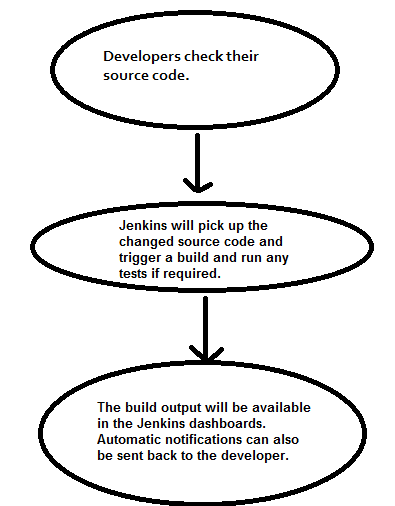 Developers check their
source code.
Jenkins will pick up the
changed source code and
trigger a build and run any
tests if required.
The build output will be available
in the Jenkins dashboards.
Automatic notifications can also
be sent back to the developer.